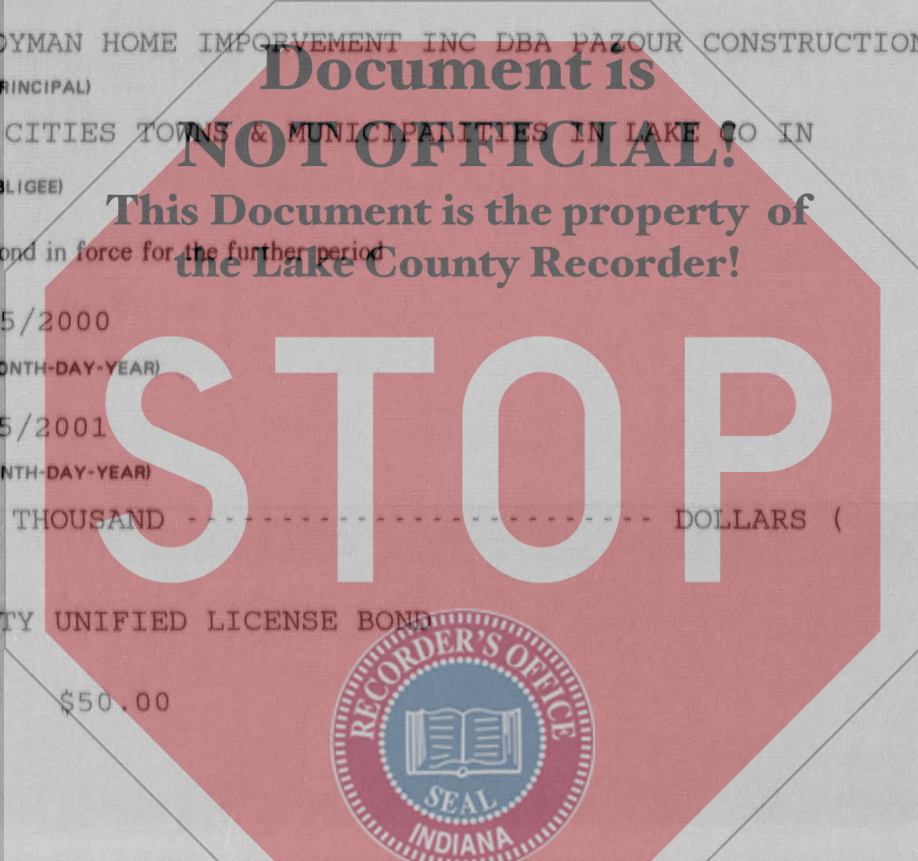 OYMAN HOME IMPORVEMENT INC DBA PAZOUR CONSTRUCTION
Document is
RINCIPAL)
CITIES TOWNS & MUNICIPALITIES IN LAKE CO IN
NOT OFFICIAL!
BLIGEE)
This Document is the property of
ond in force for the further period
the Lake County Recorder!
5/2000
ONTH-DAY-YEAR)
STOP
5/2001
NTH-DAY-YEAR)
THOUSAND ------------------------- DOLLARS (
TY UNIFIED LICENSE BOND
RECORDER'S OFFICE
$50.00
SEAL
INDIANA